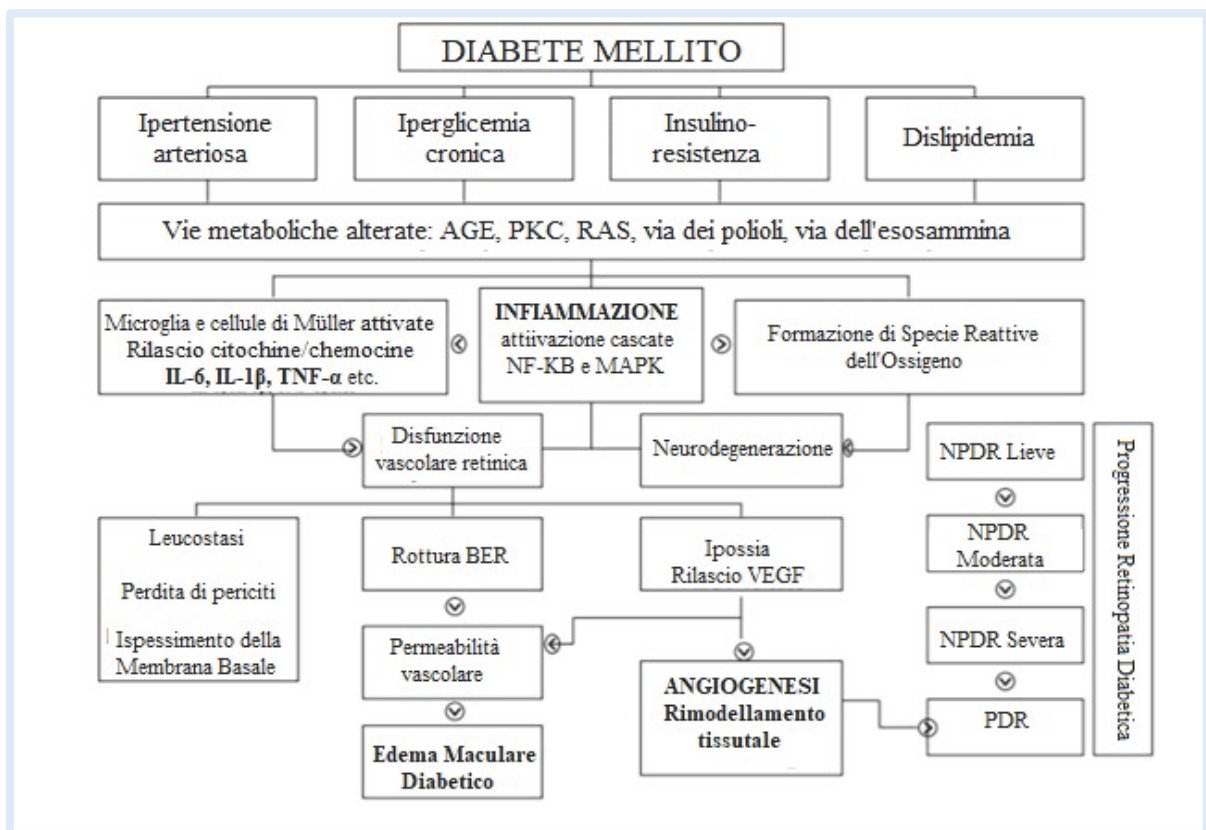 DIABETE MELLITO
Ipertensione
arteriosa
Iperglicemia
cronica
Insulino-
resistenza
Dislipidemia
Vie metaboliche alterate: AGE, PKC, RAS, via dei polioli, via dell'esosammina
Microglia e cellule di Müller attivate
Rilascio citochine/chemocine
IL-6, IL-1β, TNF-α etc.
INFIAMMAZIONE
attiivazione cascate
NF-KB e MAPK
Formazione di Specie Reattive
dell'Ossigeno
Disfunzione
vascolare retinica
Neurodegenerazione
Leucostasi
Perdita di periciti
Ispessimento della
Membrana Basale
Rottura BER
Ipossia
Rilascio VEGF
Permeabilità
vascolare
Edema Maculare
Diabetico
ANGIOGENESI
Rimodellamento
tissutale
NPDR Lieve
NPDR
Moderata
NPDR Severa
PDR
Progressione Retinopatia Diabetica